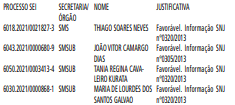 PROCESSO SEI SECRETARIA/ NOME JUSTIFICATIVA
ÓRGÃO
6018.2021/0021827-3 SMS THIAGO SOARES NEVES Favorável. Informação SNJ
nº0320/2013
6043.2021/0000680-9 SMSUB JOÃO VITOR CAMARGO Favorável. Informação SNJ
DIAS nº0305/2013
6050.2021/0003413-4 SMSUB TANIA REGINA CAVA- Favorável. Informação SNJ
LEIRO KURATA nº0320/2013
6030.2021/0000868-1 SMSUB MARIA DE LOURDES DOS Favorável. Informação SNJ
SANTOS GALVAO nº0320/2013